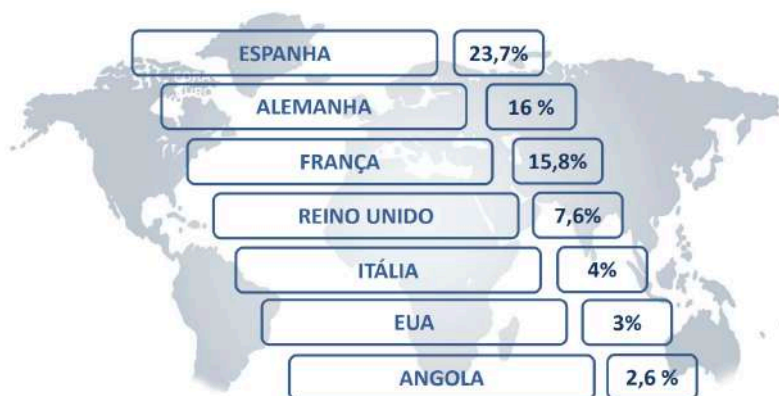 ESPANHA 23,7%
ALEMANHA 16 %
FRANÇA 15,8%
REINO UNIDO 7,6%
ITÁLIA 4%
EUA 3%
ANGOLA 2,6 %